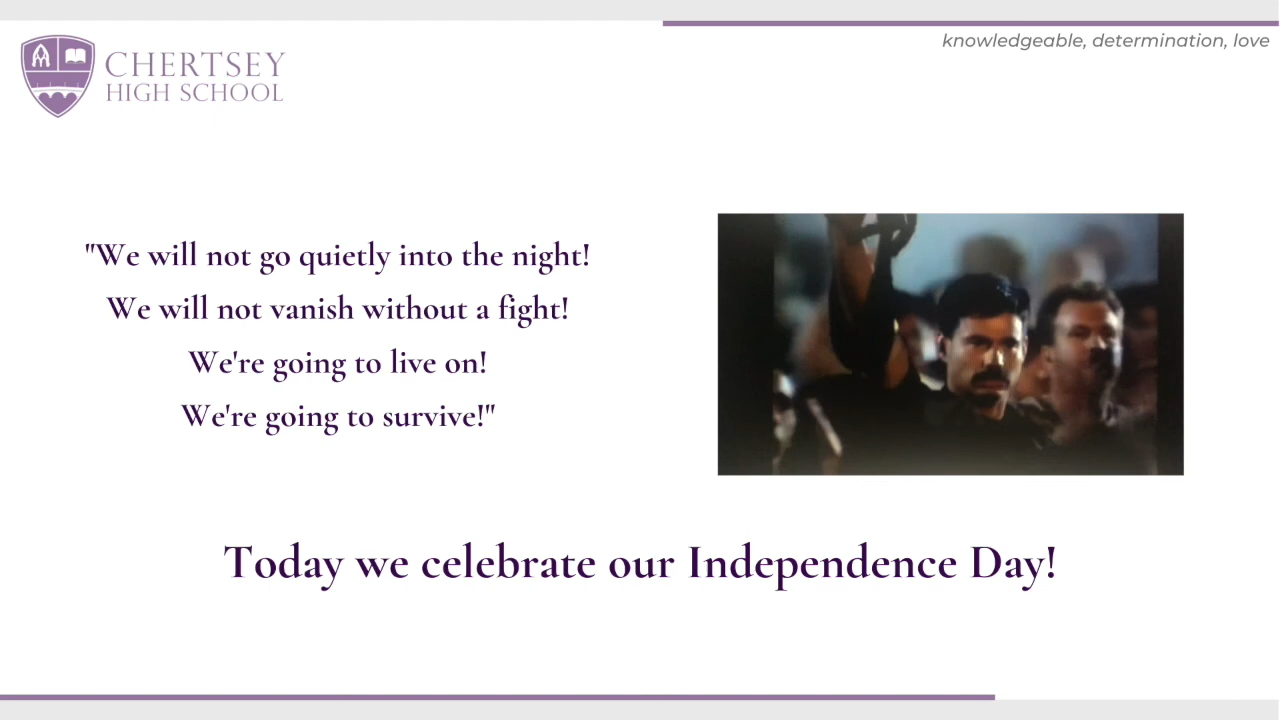 CHERTSEY
HIGH SCHOOL
knowledgeable, determination, love
"We will not go quietly into the night!
We will not vanish without a fight!
We're going to live on!
We're going to survive!"
Today we celebrate our Independence Day!